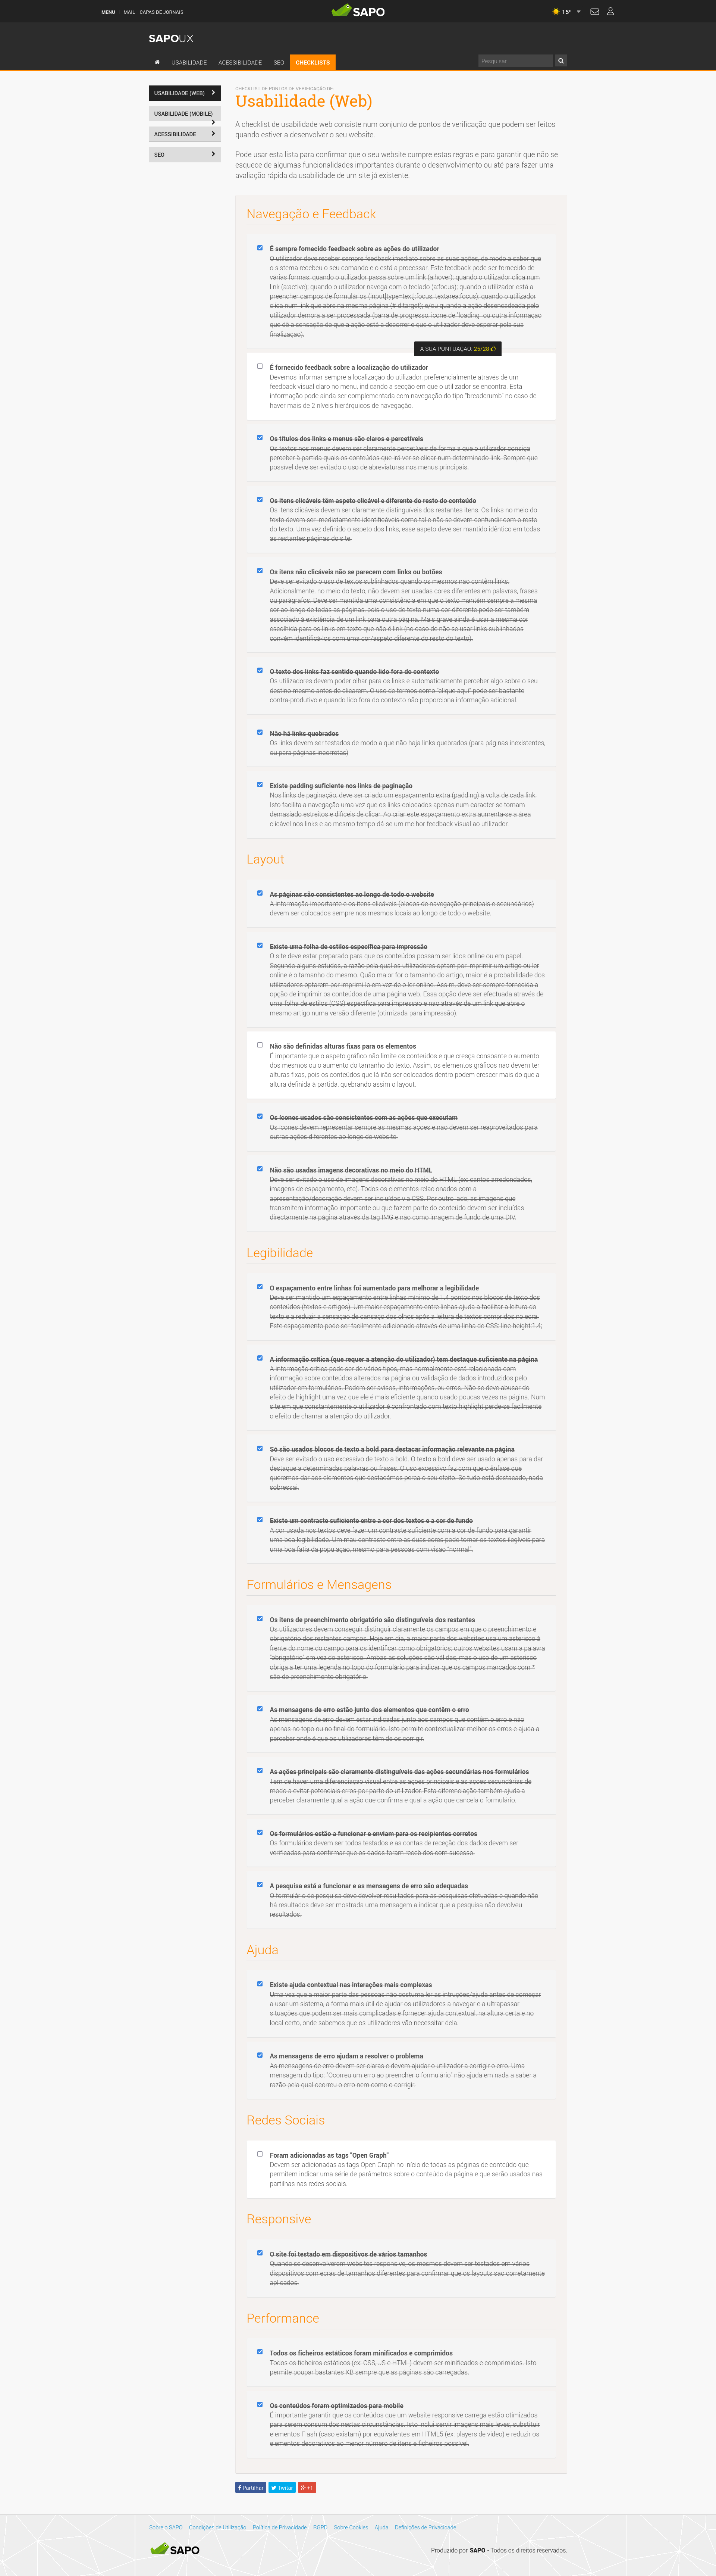 MENU | MAIL CAPAS DE JORNAIS
SAPO
15º
SAPOUX
USABILIDADE ACESSIBILIDADE SEO CHECKLISTS
Pesquisar
USABILIDADE (WEB)
USABILIDADE (MOBILE)
ACESSIBILIDADE
SEO
CHECKLIST DE PONTOS DE VERIFICAÇÃO DE:
Usabilidade (Web)
A checklist de usabilidade web consiste num conjunto de pontos de verificação que podem ser feitos
quando estiver a desenvolver o seu website.
Pode usar esta lista para confirmar que o seu website cumpre estas regras e para garantir que não se
esquece de algumas funcionalidades importantes durante o desenvolvimento ou até para fazer uma
avaliação rápida da usabilidade de um site já existente.
Navegação e Feedback
É sempre fornecido feedback sobre as ações do utilizador
O utilizador deve receber sempre feedback imediato sobre as suas ações, de modo a saber que
o sistema recebeu o seu comando e o está a processar. Este feedback pode ser fornecido de
várias formas: quando o utilizador passa sobre um link (a:hover); quando o utilizador clica num
link (a:active); quando o utilizador navega com o teclado (a:focus); quando o utilizador está a
preencher campos de formulários (input[type=text]:focus, textarea:focus); quando o utilizador
clica num link que abre na mesma página (#id:target); e/ou quando a ação desencadeada pelo
utilizador demora a ser processada (barra de progresso, ícone de "loading" ou outra informação
que dê a sensação de que a ação está a decorrer e que o utilizador deve esperar pela sua
finalização).
A SUA PONTUAÇÃO: 25/28
É fornecido feedback sobre a localização do utilizador
Devemos informar sempre a localização do utilizador, preferencialmente através de um
feedback visual claro no menu, indicando a secção em que o utilizador se encontra. Esta
informação pode ainda ser complementada com navegação do tipo "breadcrumb" no caso de
haver mais de 2 níveis hierárquicos de navegação.
Os títulos dos links e menus são claros e percetíveis
Os textos nos menus devem ser claramente percetíveis de forma a que o utilizador consiga
perceber à partida quais os conteúdos que irá ver se clicar num determinado link. Sempre que
possível deve ser evitado o uso de abreviaturas nos menus principais.
Os itens clicáveis têm aspeto clicável e diferente do resto do conteúdo
Os itens clicáveis devem ser claramente distinguíveis dos restantes itens. Os links no meio do
texto devem ser imediatamente identificáveis como tal e não se devem confundir com o resto
do texto. Uma vez definido o aspeto dos links, esse aspeto deve ser mantido idêntico em todas
as restantes páginas do site.
Os itens não clicáveis não se parecem com links ou botões
Deve ser evitado o uso de textos sublinhados quando os mesmos não contêm links.
Adicionalmente, no meio do texto, não devem ser usadas cores diferentes em palavras, frases
ou parágrafos. Deve ser mantida uma consistência em que o texto mantém sempre a mesma
cor ao longo de todas as páginas, pois o uso de texto numa cor diferente pode ser também
associado à existência de um link para outra página. Mais grave ainda é usar a mesma cor
escolhida para os links em texto que não é link (no caso de não se usar links sublinhados
convém identificá-los com uma cor/aspeto diferente do resto do texto).
O texto dos links faz sentido quando lido fora do contexto
Os utilizadores devem poder olhar para os links e automaticamente perceber algo sobre o seu
destino mesmo antes de clicarem. O uso de termos como "clique aqui" pode ser bastante
contra-produtivo e quando lido fora do contexto não proporciona informação adicional.
Não há links quebrados
Os links devem ser testados de modo a que não haja links quebrados (para páginas inexistentes,
ou para páginas incorretas)
Existe padding suficiente nos links de paginação
Nos links de paginação, deve ser criado um espaçamento extra (padding) à volta de cada link.
Isto facilita a navegação uma vez que os links colocados apenas num caracter se tornam
demasiado estreitos e difíceis de clicar. Ao criar este espaçamento extra aumenta-se a área
clicável nos links e ao mesmo tempo dá-se um melhor feedback visual ao utilizador.
Layout
As páginas são consistentes ao longo de todo o website
A informação importante e os itens clicáveis (blocos de navegação principais e secundários)
devem ser colocados sempre nos mesmos locais ao longo de todo o website.
Existe uma folha de estilos específica para impressão
O site deve estar preparado para que os conteúdos possam ser lidos online ou em papel.
Segundo alguns estudos, a razão pela qual os utilizadores optam por imprimir um artigo ou ler
online é o tamanho do mesmo. Quão maior for o tamanho do artigo, maior é a probabilidade dos
utilizadores optarem por imprimi-lo em vez de o ler online. Assim, deve ser sempre fornecida a
opção de imprimir os conteúdos de uma página web. Essa opção deve ser efectuada através de
uma folha de estilos (CSS) específica para impressão e não através de um link que abre o
mesmo artigo numa versão diferente (otimizada para impressão).
Não são definidas alturas fixas para os elementos
É importante que o aspeto gráfico não limite os conteúdos e que cresça consoante o aumento
dos mesmos ou o aumento do tamanho do texto. Assim, os elementos gráficos não devem ter
alturas fixas, pois os conteúdos que lá irão ser colocados dentro podem crescer mais do que a
altura definida à partida, quebrando assim o layout.
Os ícones usados são consistentes com as ações que executam
Os ícones devem representar sempre as mesmas ações e não devem ser reaproveitados para
outras ações diferentes ao longo do website.
Não são usadas imagens decorativas no meio do HTML
Deve ser evitado o uso de imagens decorativas no meio do HTML (ex: cantos arredondados,
imagens de espaçamento, etc). Todos os elementos relacionados com a
apresentação/decoração devem ser incluídos via CSS. Por outro lado, as imagens que
transmitem informação importante ou que fazem parte do conteúdo devem ser incluídas
directamente na página através da tag IMG e não como imagem de fundo de uma DIV.
Legibilidade
O espaçamento entre linhas foi aumentado para melhorar a legibilidade
Deve ser mantido um espaçamento entre linhas mínimo de 1.4 pontos nos blocos de texto dos
conteúdos (textos e artigos). Um maior espaçamento entre linhas ajuda a facilitar a leitura do
texto e a reduzir a sensação de cansaço dos olhos após a leitura de textos compridos no ecrã.
Este espaçamento pode ser facilmente adicionado através de uma linha de CSS: line-height:1.4;
A informação crítica (que requer a atenção do utilizador) tem destaque suficiente na página
A informação crítica pode ser de vários tipos, mas normalmente está relacionada com
informação sobre conteúdos alterados na página ou validação de dados introduzidos pelo
utilizador em formulários. Podem ser avisos, informações, ou erros. Não se deve abusar do
efeito de highlight uma vez que ele é mais eficiente quando usado poucas vezes na página. Num
site em que constantemente o utilizador é confrontado com texto highlight perde-se facilmente
o efeito de chamar a atenção do utilizador.
Só são usados blocos de texto a bold para destacar informação relevante na página
Deve ser evitado o uso excessivo de texto a bold. O texto a bold deve ser usado apenas para dar
destaque a determinadas palavras ou frases. O uso excessivo faz com que o ênfase que
queremos dar aos elementos que destacámos perca o seu efeito. Se tudo está destacado, nada
sobressai.
Existe um contraste suficiente entre a cor dos textos e a cor de fundo
A cor usada nos textos deve fazer um contraste suficiente com a cor de fundo para garantir
uma boa legibilidade. Um mau contraste entre as duas cores pode tornar os textos ilegíveis para
uma boa fatia da população, mesmo para pessoas com visão "normal".
Formulários e Mensagens
Os itens de preenchimento obrigatório são distinguíveis dos restantes
Os utilizadores devem conseguir distinguir claramente os campos em que o preenchimento é
obrigatório dos restantes campos. Hoje em dia, a maior parte dos websites usa um asterisco à
frente do nome do campo para os identificar como obrigatórios, outros websites usam a palavra
"obrigatório" em vez do asterisco. Ambas as soluções são válidas, mas o uso de um asterisco
obriga a ter uma legenda no topo do formulário para indicar que os campos marcados com *
são de preenchimento obrigatório.
As mensagens de erro estão junto dos elementos que contêm o erro
As mensagens de erro devem estar indicadas junto aos campos que contêm o erro e não
apenas no topo ou no final do formulário. Isto permite contextualizar melhor os erros e ajuda a
perceber onde é que os utilizadores têm de os corrigir.
As ações principais são claramente distinguíveis das ações secundárias nos formulários
Tem de haver uma diferenciação visual entre as ações principais e as ações secundárias de
modo a evitar potenciais erros por parte do utilizador. Esta diferenciação também ajuda a
perceber claramente qual a ação que confirma e qual a ação que cancela o formulário.
Os formulários estão a funcionar e enviam para os recipientes corretos
Os formulários devem ser todos testados e as contas de receção dos dados devem ser
verificadas para confirmar que os dados foram recebidos com sucesso.
A pesquisa está a funcionar e as mensagens de erro são adequadas
O formulário de pesquisa deve devolver resultados para as pesquisas efetuadas e quando não
há resultados deve ser mostrada uma mensagem a indicar que a pesquisa não devolveu
resultados.
Ajuda
Existe ajuda contextual nas interações mais complexas
Uma vez que a maior parte das pessoas não costuma ler as intruções/ajuda antes de começar
a usar um sistema, a forma mais útil de ajudar os utilizadores a navegar e a ultrapassar
situações que podem ser mais complicadas é fornecer ajuda contextual, na altura certa e no
local certo, onde sabemos que os utilizadores vão necessitar dela.
As mensagens de erro ajudam a resolver o problema
As mensagens de erro devem ser claras e devem ajudar o utilizador a corrigir o erro. Uma
mensagem do tipo: "Ocorreu um erro ao preencher o formulário" não ajuda em nada a saber a
razão pela qual ocorreu o erro nem como o corrigir.
Redes Sociais
Foram adicionadas as tags "Open Graph"
Devem ser adicionadas as tags Open Graph no início de todas as páginas de conteúdo que
permitem indicar uma série de parâmetros sobre o conteúdo da página e que serão usados nas
partilhas nas redes sociais.
Responsive
O site foi testado em dispositivos de vários tamanhos
Quando se desenvolverem websites responsive, os mesmos devem ser testados em vários
dispositivos com ecrãs de tamanhos diferentes para confirmar que os layouts são corretamente
aplicados.
Performance
Todos os ficheiros estáticos foram minificados e comprimidos
Todos os ficheiros estáticos (ex: CSS, JS e HTML) devem ser minificados e comprimidos. Isto
permite poupar bastantes KB sempre que as páginas são carregadas.
Os conteúdos foram optimizados para mobile
É importante garantir que os conteúdos que um website responsive carrega estão otimizados
para serem consumidos nestas circunstâncias. Isto inclui servir imagens mais leves, substituir
elementos Flash (caso existam) por equivalentes em HTML5 (ex: players de vídeo) e reduzir os
elementos decorativos ao menor número de itens e ficheiros possível.
Partilhar Twitar +1
Sobre o SAPO Condições de Utilização Política de Privacidade RGPD Sobre Cookies Ajuda Definições de Privacidade
SAPO
Produzido por SAPO - Todos os direitos reservados.